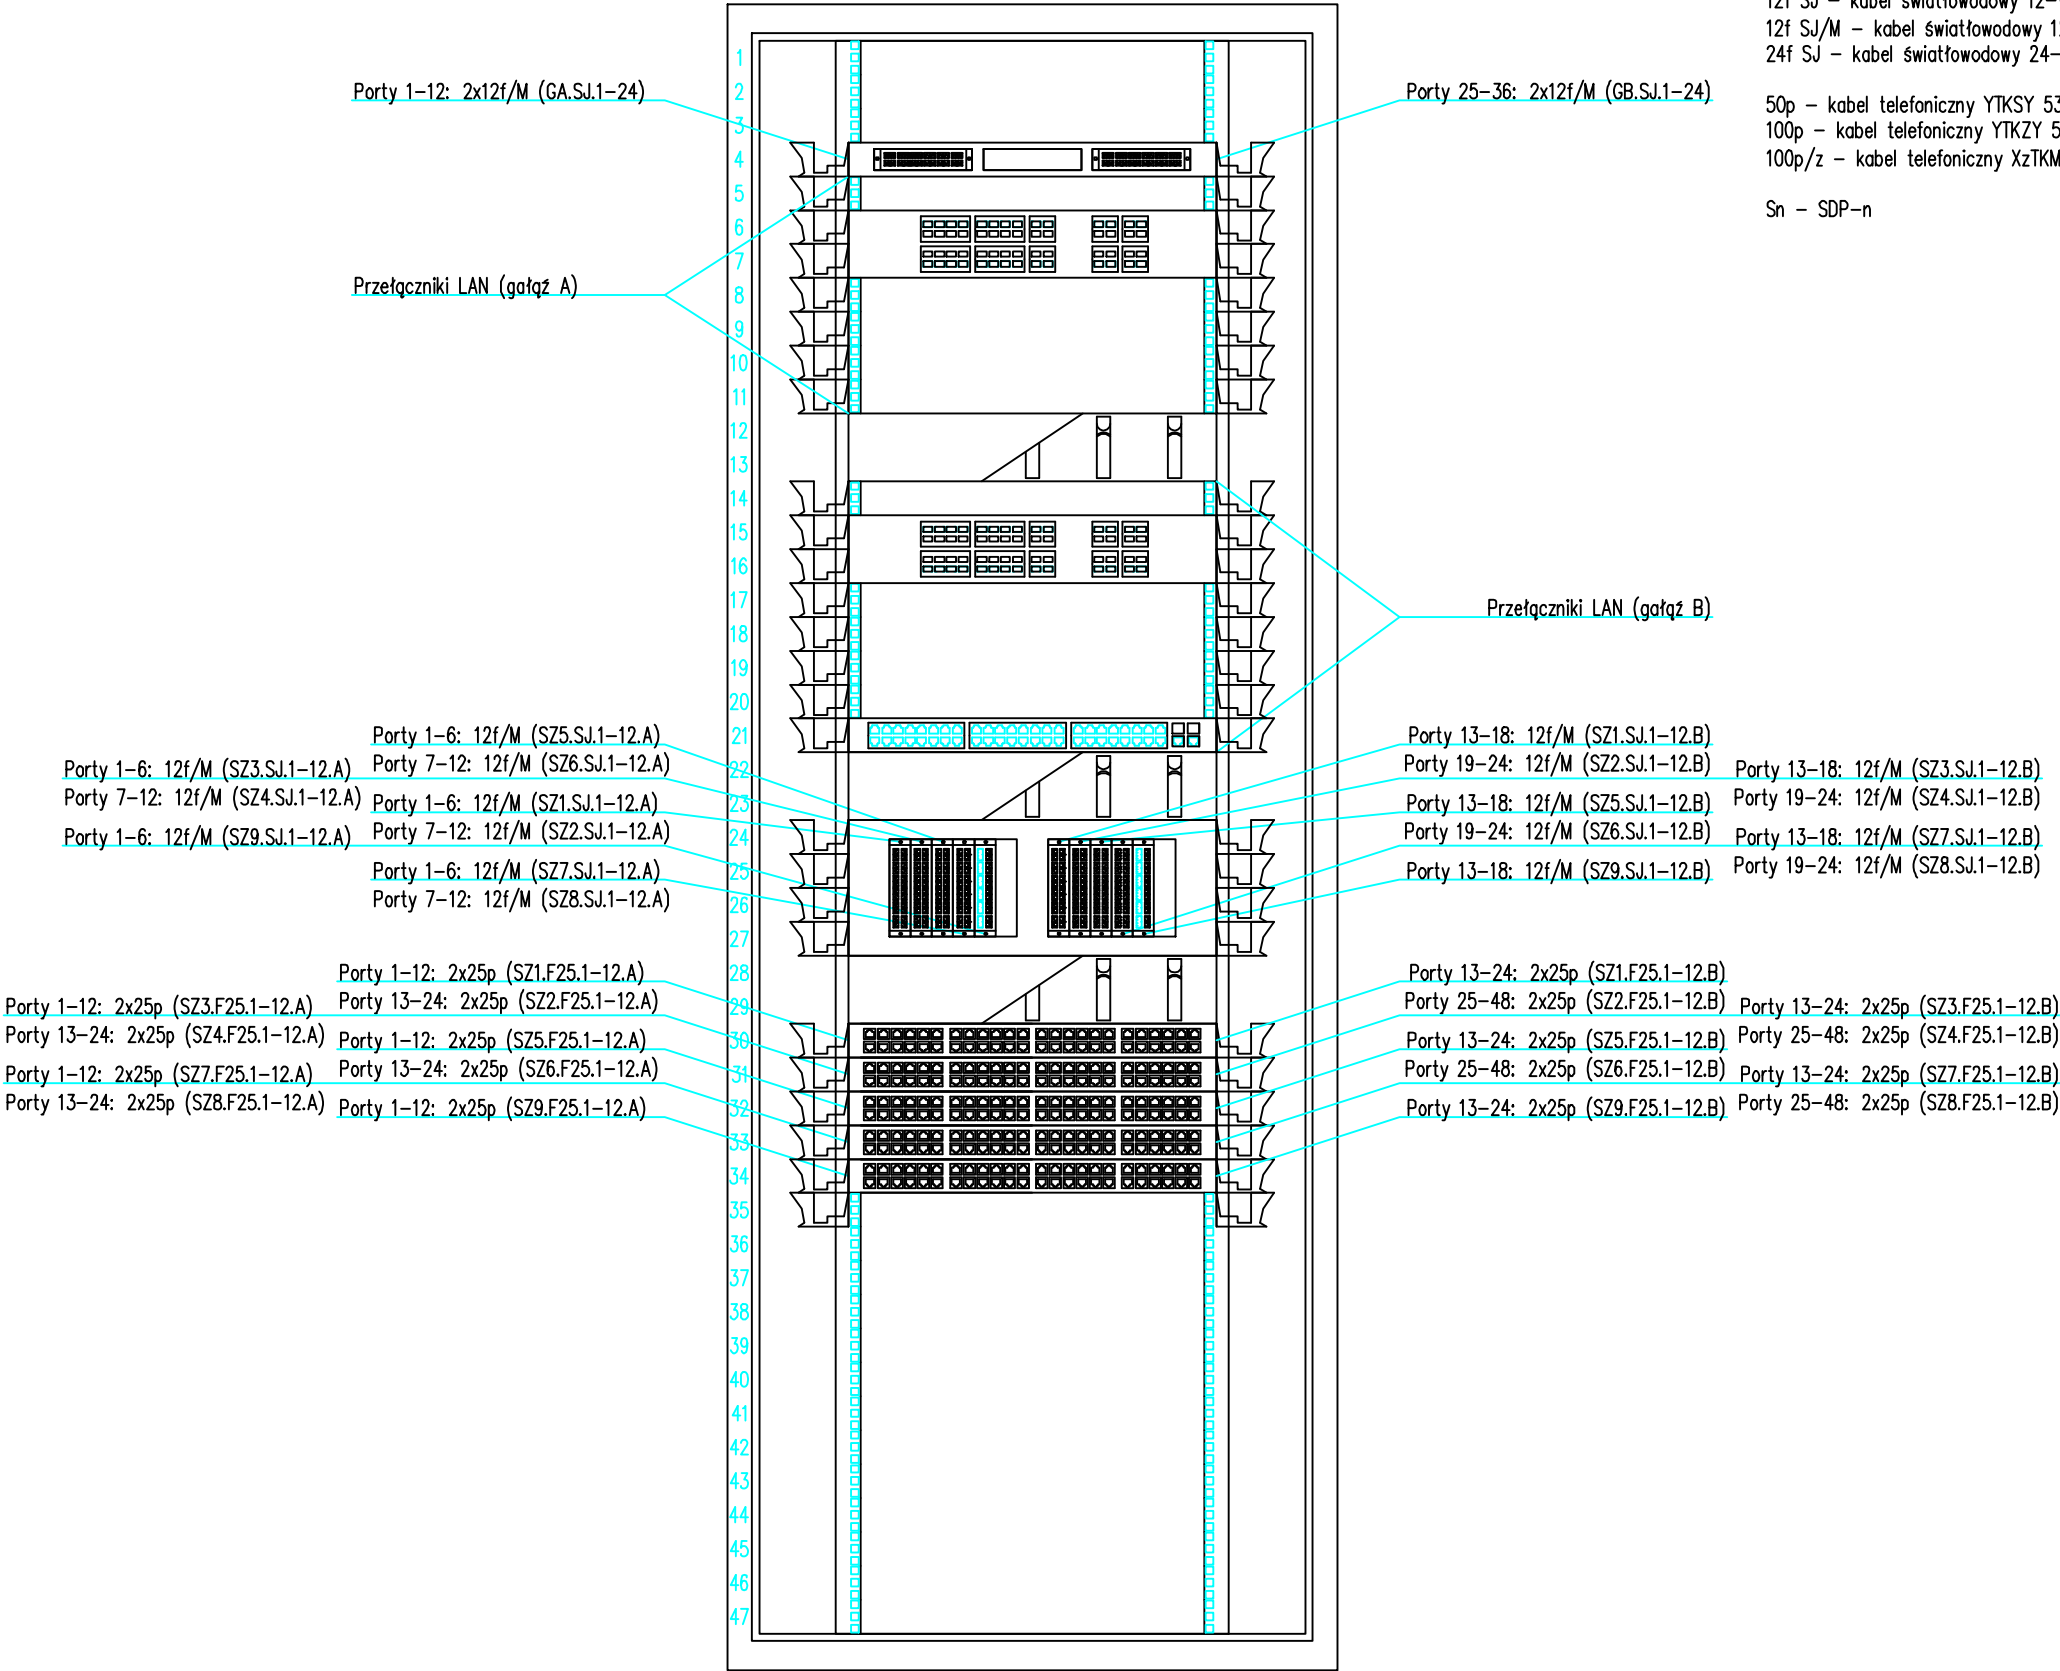 12f SJ – kabel światłowodowy
12f SJ/M – kabel światłowodowy
24f SJ – kabel światłowodowy 24–
50p – kabel telefoniczny YTKSY
100p – kabel telefoniczny YTKZY
100p/z – kabel telefoniczny
Sn – SDP–n
Porty 1–12: 2x12f/M (GA.SJ.1–24)
Porty 25–36: 2x12f/M (GB.SJ.1–24)
Przełączniki LAN (gałąź A)
Przełączniki LAN (gałąź B)
Porty 1–6: 12f/M (SZ5.SJ.1–12.A)
Porty 7–12: 12f/M (SZ6.SJ.1–12.A)
Porty 1–6: 12f/M (SZ3.SJ.1–12.A)
Porty 7–12: 12f/M (SZ4.SJ.1–12.A)
Porty 1–6: 12f/M (SZ1.SJ.1–12.A)
Porty 7–12: 12f/M (SZ2.SJ.1–12.A)
Porty 1–6: 12f/M (SZ9.SJ.1–12.A)
Porty 1–6: 12f/M (SZ7.SJ.1–12.A)
Porty 7–12: 12f/M (SZ8.SJ.1–12.A)
Porty 13–18: 12f/M (SZ1.SJ.1–12.B)
Porty 19–24: 12f/M (SZ2.SJ.1–12.B)
Porty 13–18: 12f/M (SZ3.SJ.1–12.B)
Porty 19–24: 12f/M (SZ4.SJ.1–12.B)
Porty 13–18: 12f/M (SZ5.SJ.1–12.B)
Porty 19–24: 12f/M (SZ6.SJ.1–12.B)
Porty 13–18: 12f/M (SZ7.SJ.1–12.B)
Porty 19–24: 12f/M (SZ8.SJ.1–12.B)
Porty 13–18: 12f/M (SZ9.SJ.1–12.B)
Porty 1–12: 2x25p (SZ1.F25.1–12.A)
Porty 13–24: 2x25p (SZ2.F25.1–12.A)
Porty 1–12: 2x25p (SZ3.F25.1–12.A)
Porty 13–24: 2x25p (SZ4.F25.1–12.A)
Porty 1–12: 2x25p (SZ5.F25.1–12.A)
Porty 13–24: 2x25p (SZ6.F25.1–12.A)
Porty 1–12: 2x25p (SZ7.F25.1–12.A)
Porty 13–24: 2x25p (SZ8.F25.1–12.A)
Porty 1–12: 2x25p (SZ9.F25.1–12.A)
Porty 13–24: 2x25p (SZ1.F25.1–12.B)
Porty 25–48: 2x25p (SZ2.F25.1–12.B)
Porty 13–24: 2x25p (SZ3.F25.1–12.B)
Porty 25–48: 2x25p (SZ4.F25.1–12.B)
Porty 13–24: 2x25p (SZ5.F25.1–12.B)
Porty 25–48: 2x25p (SZ6.F25.1–12.B)
Porty 13–24: 2x25p (SZ7.F25.1–12.B)
Porty 25–48: 2x25p (SZ8.F25.1–12.B)
Porty 13–24: 2x25p (SZ9.F25.1–12.B)
1
2
3
4
5
6
7
8
9
10
11
12
13
14
15
16
17
18
19
20
21
22
23
24
25
26
27
28
29
30
31
32
33
34
35
36
37
38
39
40
41
42
43
44
45
46
47